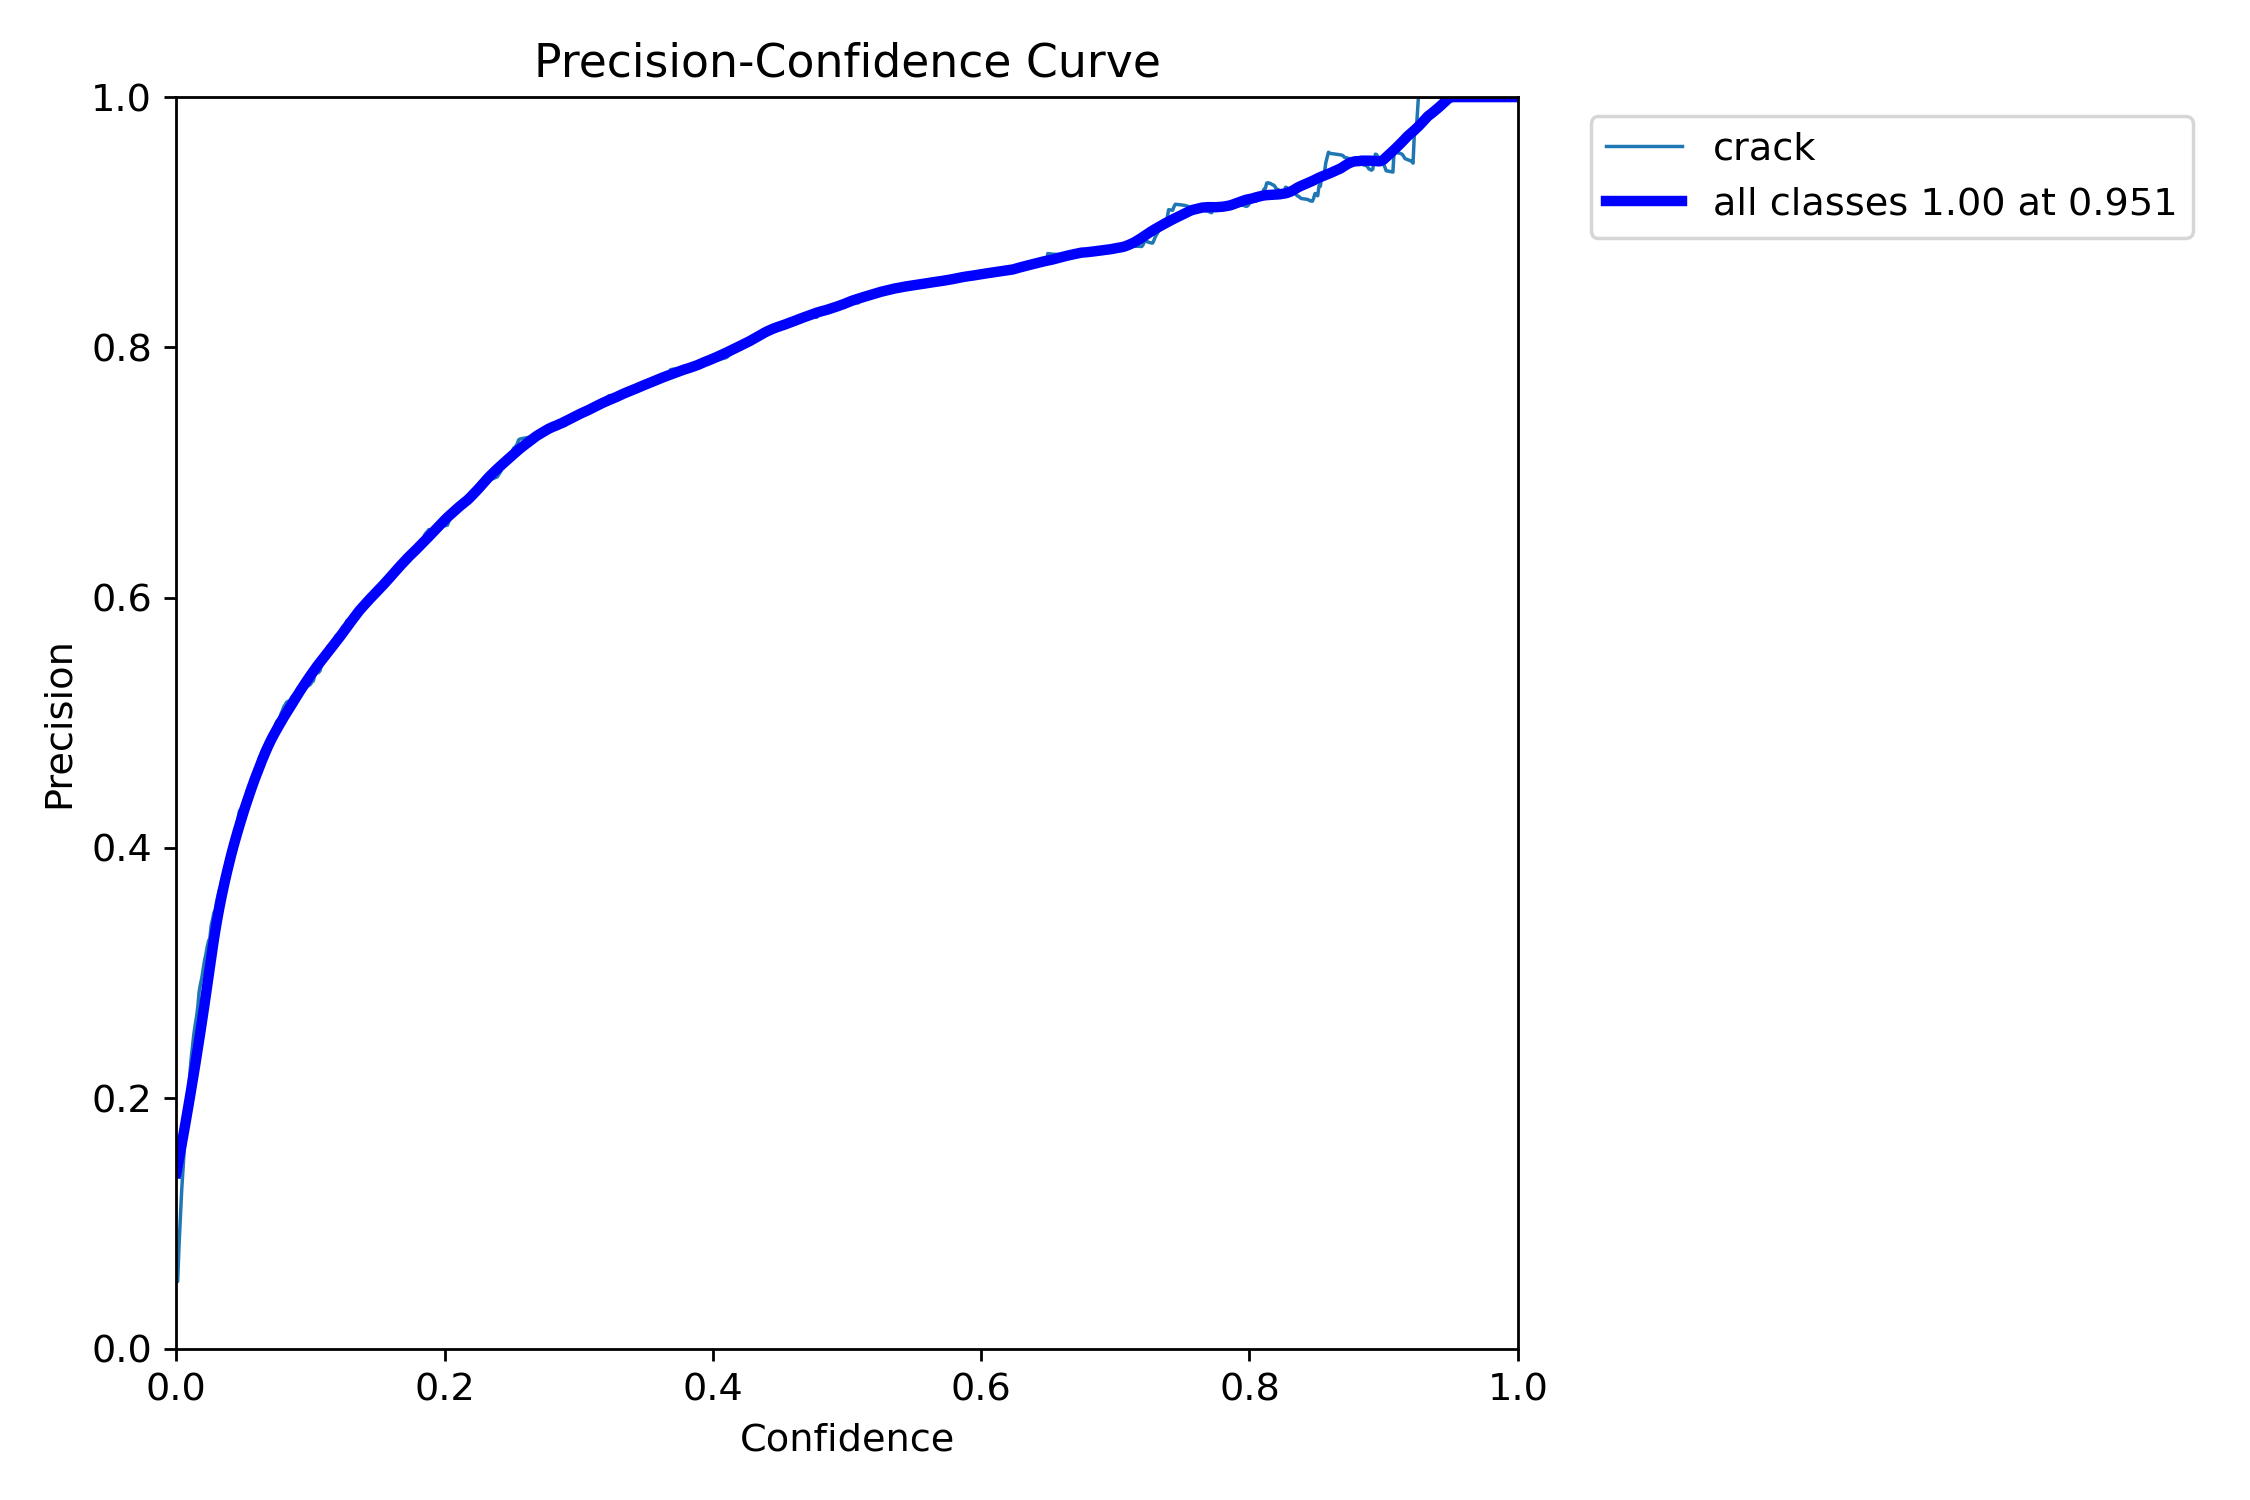 Precision-Confidence Curve
1.0
0.8
0.6
0.4
0.2
0.0
Precision
0.0 0.2 0.4 0.6 0.8 1.0
Confidence
crack
all classes 1.00 at 0.951